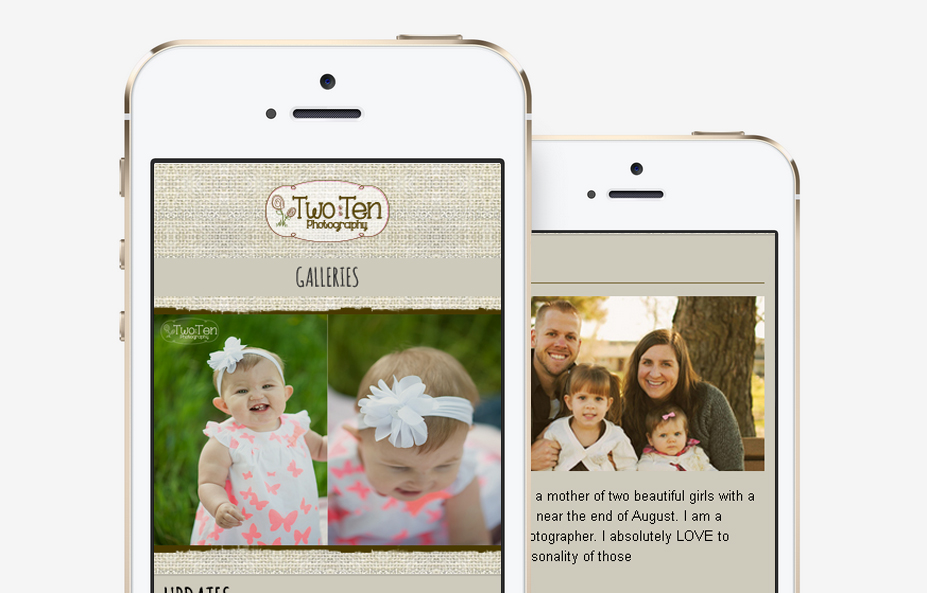 Two:Ten
Photography
GALLERIES
TwoTen
Photography
UPDATES
a mother of two beautiful girls with a
near the end of August. I am a
otographer. I absolutely LOVE to
sonality of those